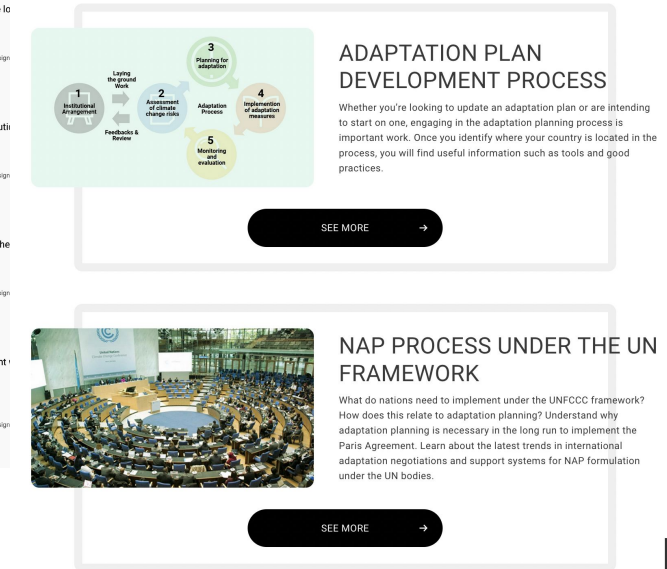 3
Planning for
adaptation
Laying
the ground
Work
1
Institutional
Arrangement
2
Assessment
of climate
change risks
Adaptation
Process
4
Implemention
of adaptation
measures
Feedbacks &
Review
5
Monitoring
and
evaluation
ADAPTATION PLAN
DEVELOPMENT PROCESS
Whether you're looking to update an adaptation plan or are intending
to start on one, engaging in the adaptation planning process is
important work. Once you identify where your country is located in the
process, you will find useful information such as tools and good
practices.
SEE MORE →
NAP PROCESS UNDER THE UN
FRAMEWORK
What do nations need to implement under the UNFCCC framework?
How does this relate to adaptation planning? Understand why
adaptation planning is necessary in the long run to implement the
Paris Agreement. Learn about the latest trends in international
adaptation negotiations and support systems for NAP formulation
under the UN bodies.
SEE MORE →